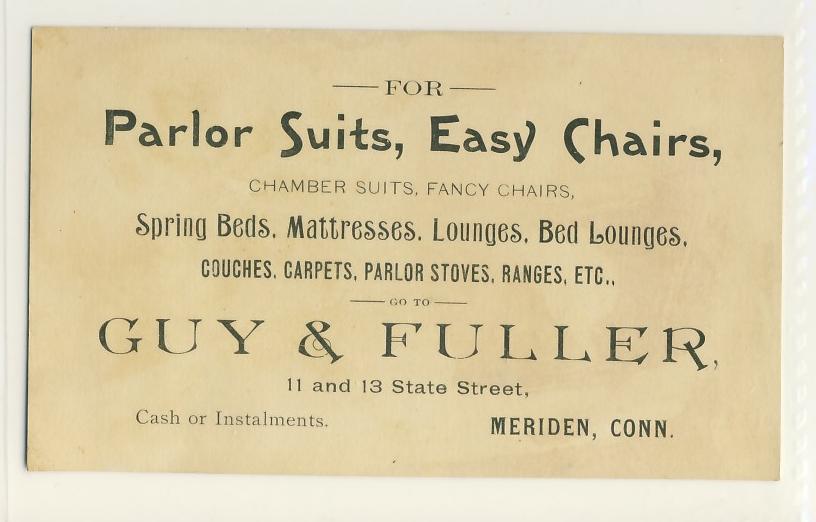 FOR
Parlor Suits, Easy Chairs,
CHAMBER SUITS, FANCY CHAIRS,
Spring Beds, Mattresses, Lounges, Bed Lounges,
COUCHES, CARPETS, PARLOR STOVES, RANGES, ETC.,
GO TO
GUY & FULLER,
11 and 13 State Street,
Cash or Instalments. MERIDEN, CONN.